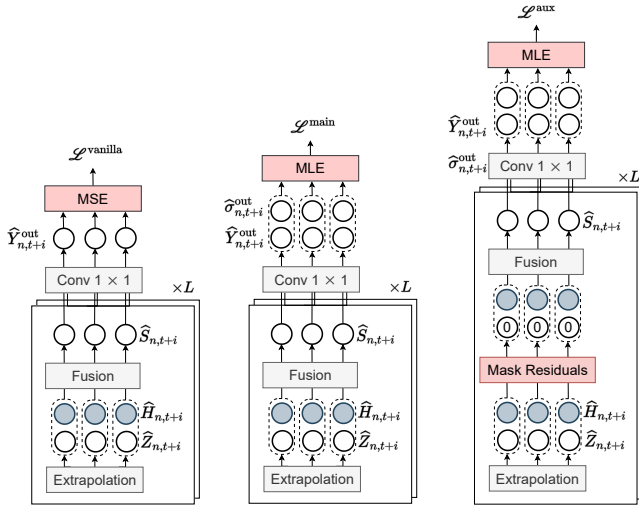 ℒ^vanilla
MSE
Ŷ^out_{n,t+i}
Conv 1 × 1
×L
Ŝ_{n,t+i}
Fusion
Ĥ_{n,t+i}
Ẑ_{n,t+i}
Extrapolation
ℒ^main
MLE
σ̂^out_{n,t+i}
Ŷ^out_{n,t+i}
Conv 1 × 1
×L
Ŝ_{n,t+i}
Fusion
Ĥ_{n,t+i}
Ẑ_{n,t+i}
Extrapolation
ℒ^aux
MLE
Ŷ^out_{n,t+i}
σ̂^out_{n,t+i}
Conv 1 × 1
×L
Ŝ_{n,t+i}
Fusion
0 0 0
Mask Residuals
Ĥ_{n,t+i}
Ẑ_{n,t+i}
Extrapolation